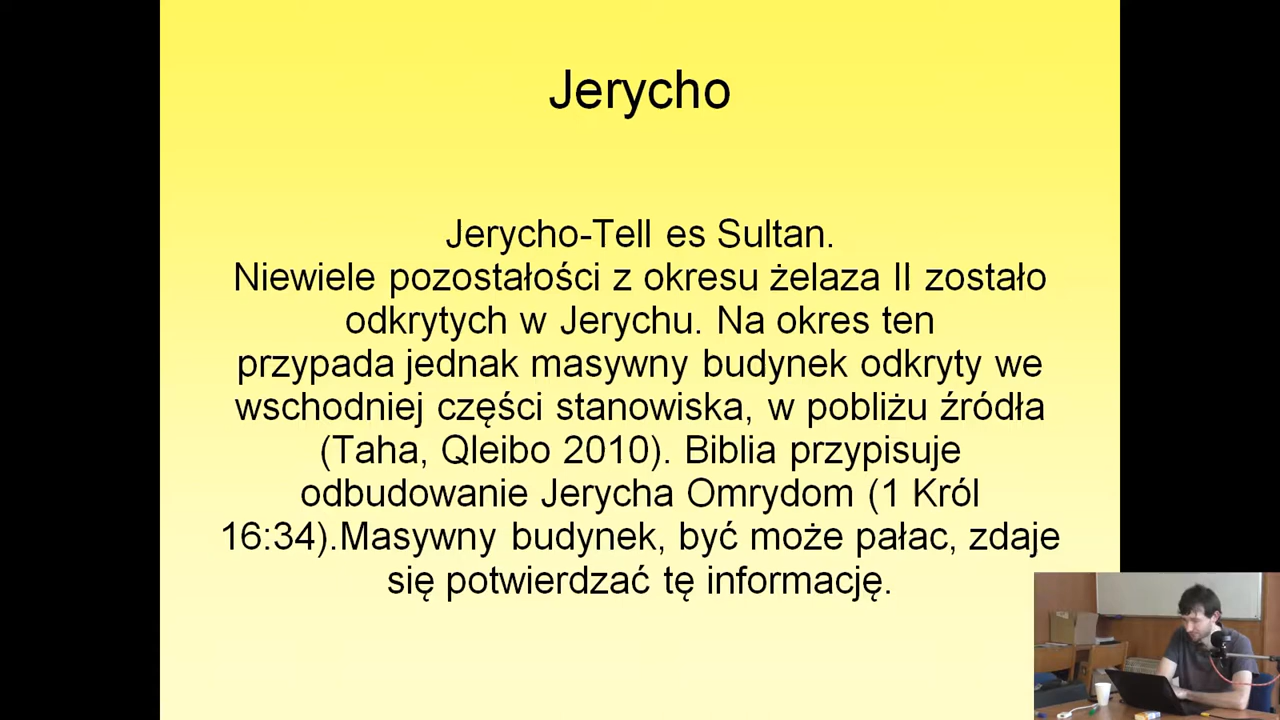 Jerycho
Jerycho-Tell es Sultan.
Niewiele pozostałości z okresu żelaza II zostało
odkrytych w Jerychu. Na okres ten
przypada jednak masywny budynek odkryty we
wschodniej części stanowiska, w pobliżu źródła
(Taha, Qleibo 2010). Biblia przypisuje
odbudowanie Jerycha Omrydom (1 Król
16:34).Masywny budynek, być może pałac, zdaje
się potwierdzać tę informację.